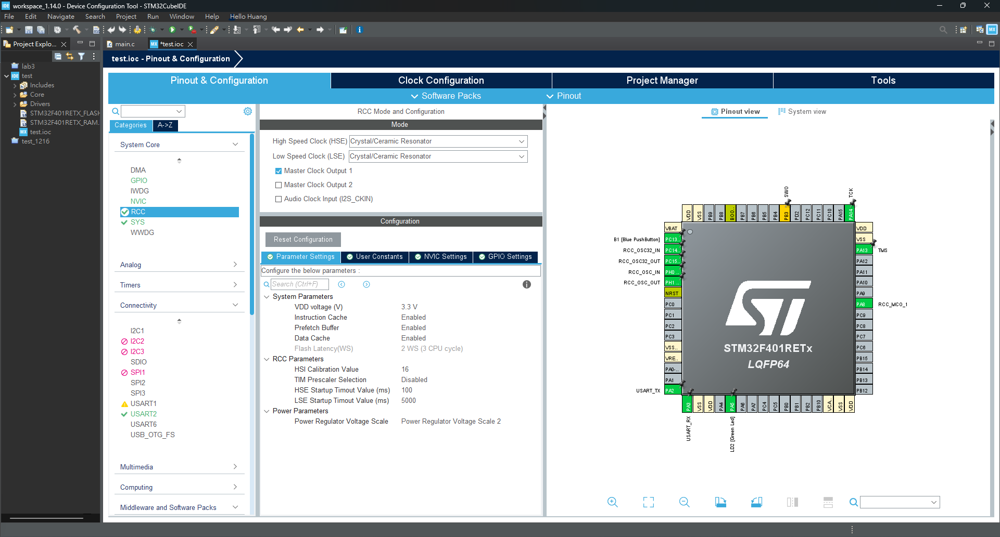 IDE workspace_1.14.0 - Device Configuration Tool - STM32CubeIDE
File Edit Navigate Search Project Run Window Help Hello Huang
Project Explo...
main.c
MX *test.ioc
lab3
IDE test
Includes
Core
Drivers
STM32F401RETX_FLASH
STM32F401RETX_RAM.
MX test.ioc
test_1216
test.ioc - Pinout & Configuration
Pinout & Configuration
Clock Configuration
Project Manager
Tools
Software Packs
Pinout
Categories
A->Z
System Core
DMA
GPIO
IWDG
NVIC
RCC
SYS
WWDG
Analog
Timers
Connectivity
I2C1
I2C2
I2C3
SDIO
SPI1
SPI2
SPI3
USART1
USART2
USART6
USB_OTG_FS
Multimedia
Computing
Middleware and Software Packs
RCC Mode and Configuration
Mode
High Speed Clock (HSE) Crystal/Ceramic Resonator
Low Speed Clock (LSE) Crystal/Ceramic Resonator
Master Clock Output 1
Master Clock Output 2
Audio Clock Input (I2S_CKIN)
Configuration
Reset Configuration
Parameter Settings
User Constants
NVIC Settings
GPIO Settings
Configure the below parameters :
Search (Ctrl+F)
System Parameters
VDD voltage (V) 3.3 V
Instruction Cache Enabled
Prefetch Buffer Enabled
Data Cache Enabled
Flash Latency(WS) 2 WS (3 CPU cycle)
RCC Parameters
HSI Calibration Value 16
TIM Prescaler Selection Disabled
HSE Startup Timout Value (ms) 100
LSE Startup Timout Value (ms) 5000
Power Parameters
Power Regulator Voltage Scale Power Regulator Voltage Scale 2
Pinout view
System view
SWO
TCK
VDD VSS PB9 PB8 BOO.. PB7 PB6 PB5 PB4 PB3 PD2 PC12 PC11 PC10 PA15 PA14
VBAT
B1 [Blue PushButton] PC13..
RCC_OSC32_IN PC14..
RCC_OSC32_OUT PC15..
RCC_OSC_IN PH0 ..
RCC_OSC_OUT PH1 ..
NRST
PC0
PC1
PC2
PC3
VSS..
VRE..
PA0-..
PA1
USART_TX PA2
STM32F401RETx
LQFP64
VDD
VSS
PA13 TMS
PA12
PA11
PA10
PA9
PA8 RCC_MCO_1
PC9
PC8
PC7
PC6
PB15
PB14
PB13
PB12
PA3 VSS VDD PA4 PA5 PA6 PA7 PC4 PC5 PB0 PB1 PB2 PB10 VCA.. VSS VDD
USART_RX
LD2 [Green Led]